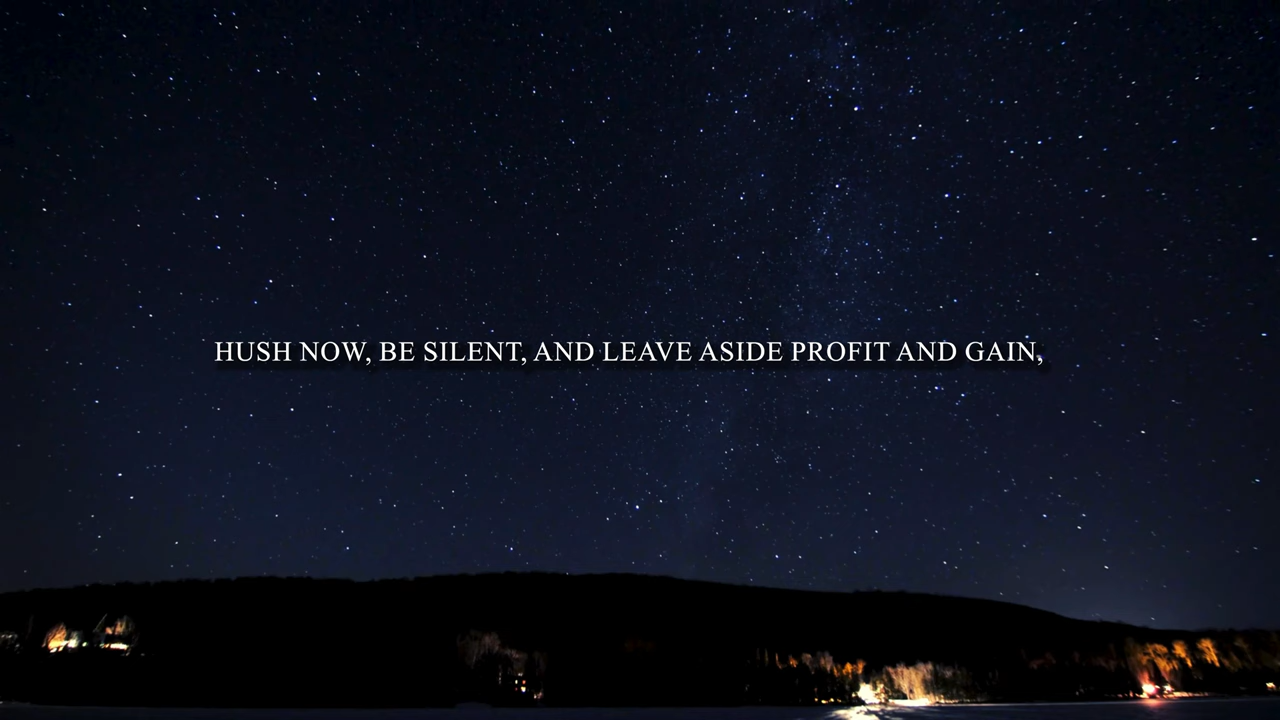 HUSH NOW, BE SILENT, AND LEAVE ASIDE PROFIT AND GAIN,